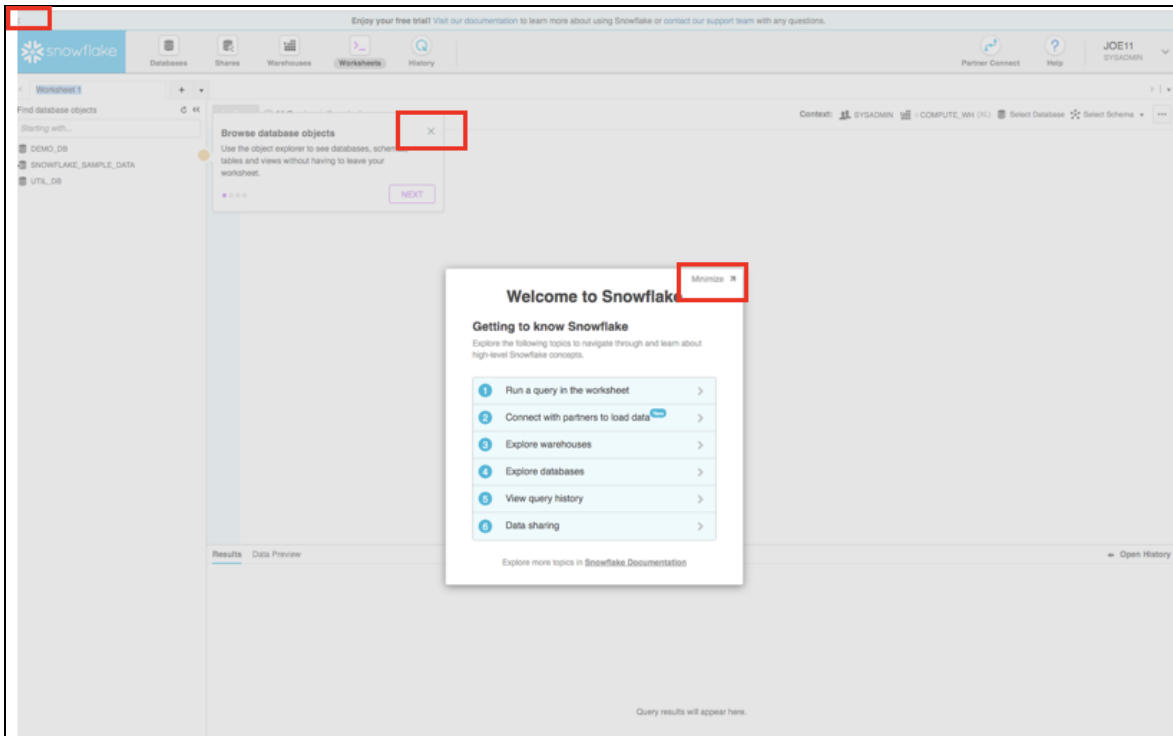 Enjoy your free trial! Visit our documentation to learn more about using Snowflake or contact our support team with any questions.
snowflake
Databases
Shares
Warehouses
Worksheets
History
Partner Connect
Help
JOE11
SYSADMIN
Worksheet 1
Find database objects
Starting with...
DEMO_DB
SNOWFLAKE_SAMPLE_DATA
UTIL_DB
Context: SYSADMIN COMPUTE_WH (XL) Select Database Select Schema
Browse database objects
Use the object explorer to see databases, schemas,
tables and views without having to leave your
worksheet.
NEXT
Minimize
Welcome to Snowflake
Getting to know Snowflake
Explore the following topics to navigate through and learn about
high-level Snowflake concepts.
1 Run a query in the worksheet
2 Connect with partners to load data New
3 Explore warehouses
4 Explore databases
5 View query history
6 Data sharing
Explore more topics in Snowflake Documentation
Results Data Preview
Open History
Query results will appear here.